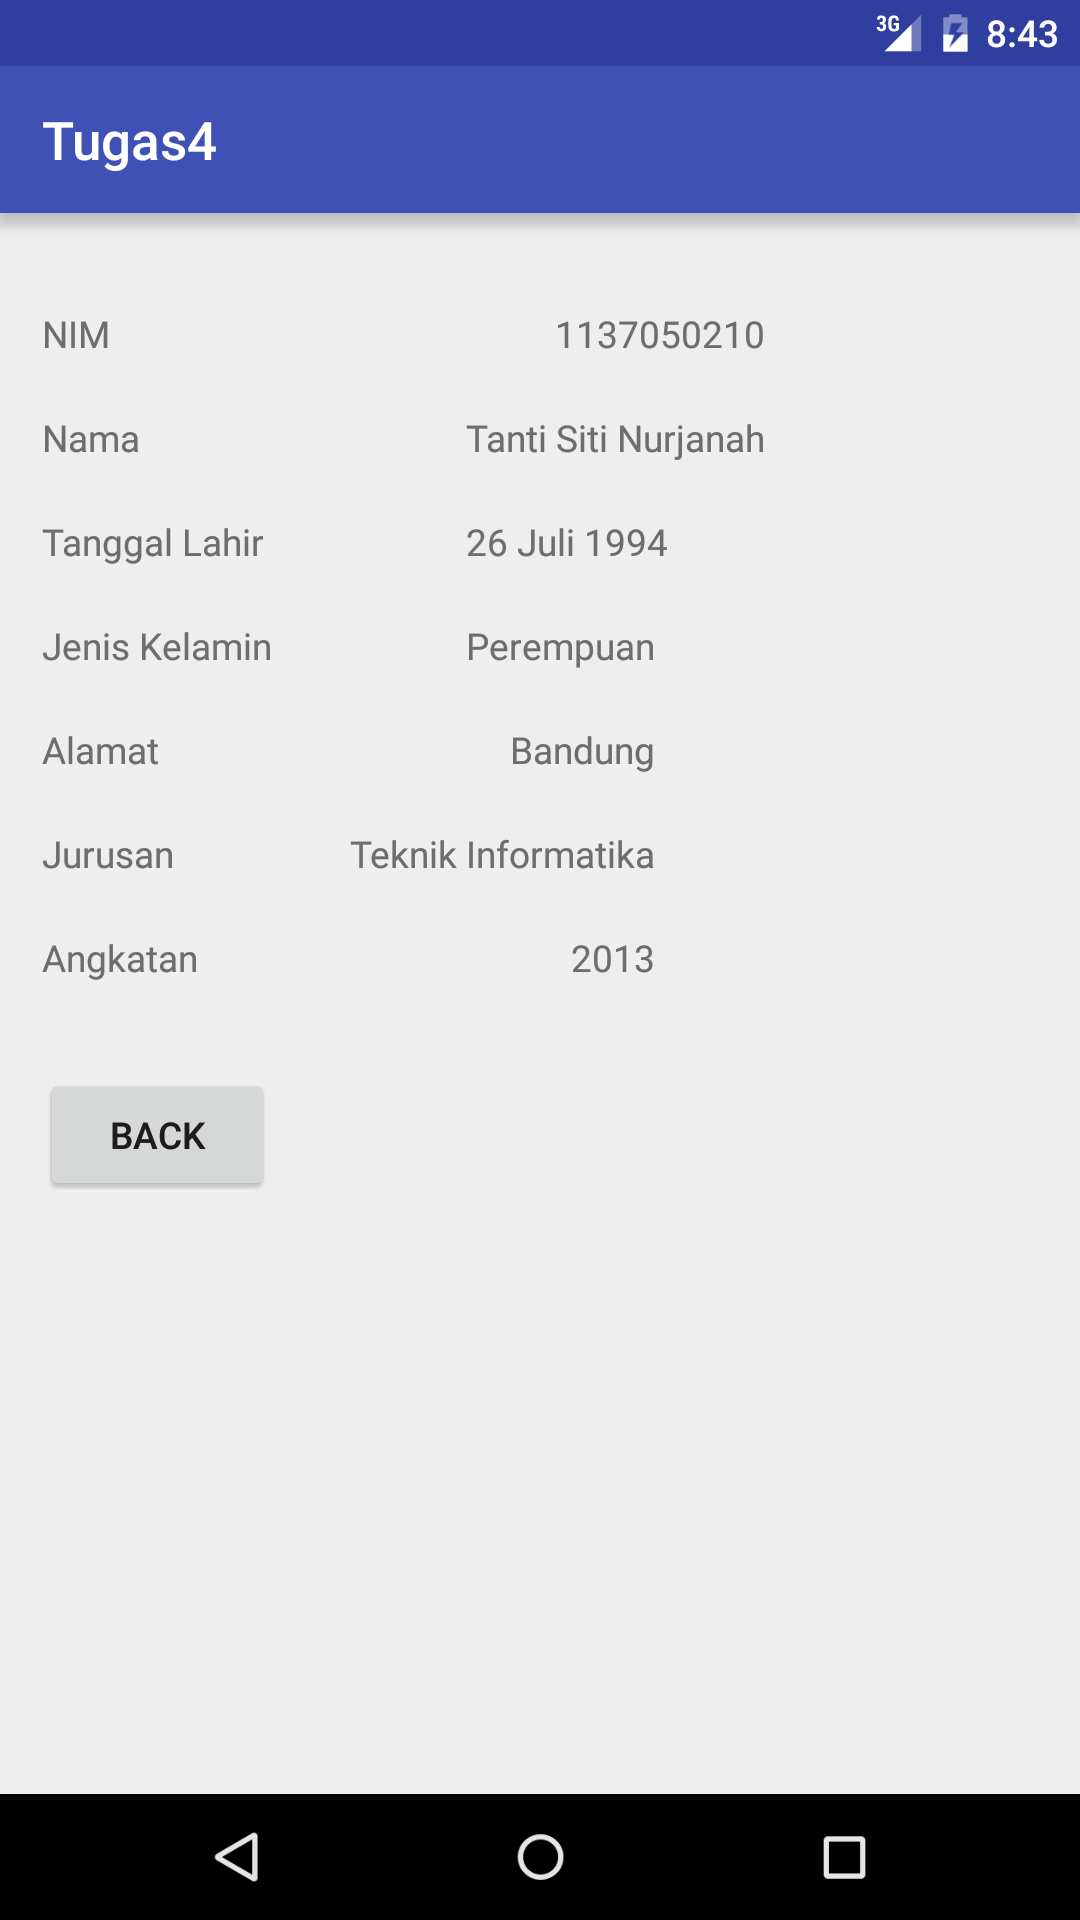 3G 8:43
Tugas4
NIM 1137050210
Nama Tanti Siti Nurjanah
Tanggal Lahir 26 Juli 1994
Jenis Kelamin Perempuan
Alamat Bandung
Jurusan Teknik Informatika
Angkatan 2013
BACK